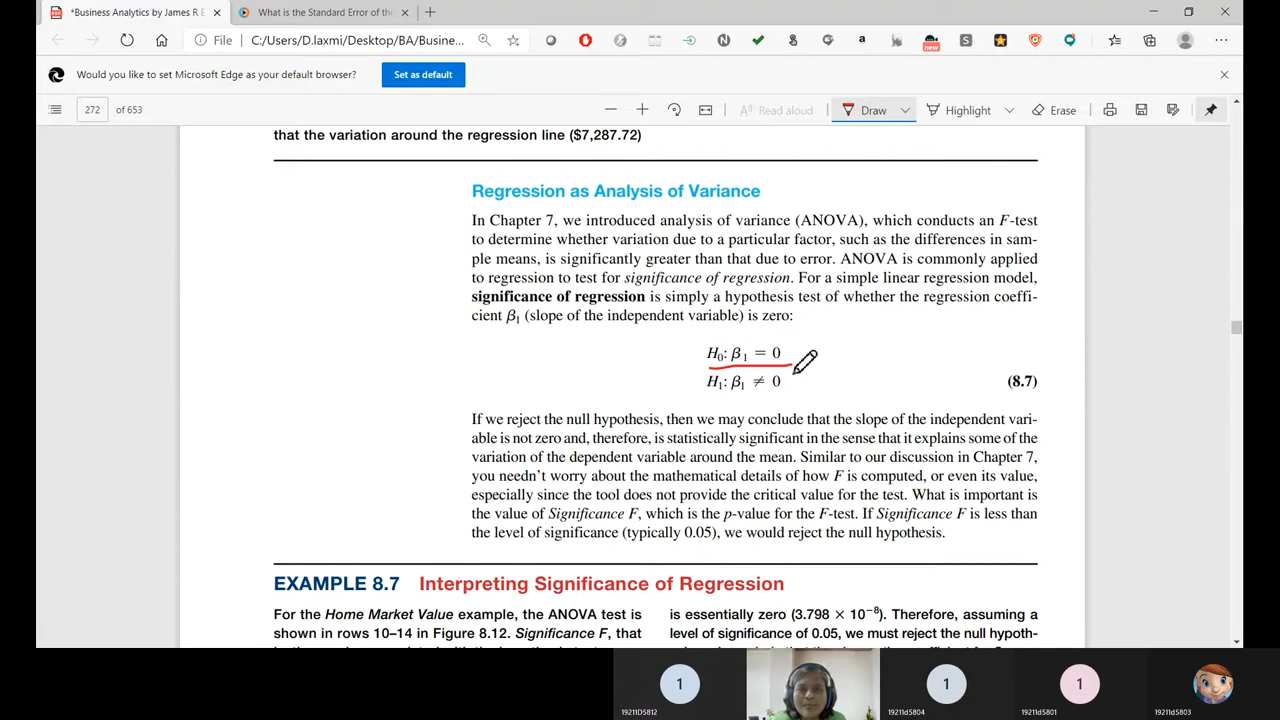 *Business Analytics by James R E
What is the Standard Error of the
File
C:/Users/D.laxmi/Desktop/BA/Busine...
new
Would you like to set Microsoft Edge as your default browser?
Set as default
272 of 653
Read aloud
Draw
Highlight
Erase
that the variation around the regression line ($7,287.72)
Regression as Analysis of Variance
In Chapter 7, we introduced analysis of variance (ANOVA), which conducts an F-test
to determine whether variation due to a particular factor, such as the differences in sam-
ple means, is significantly greater than that due to error. ANOVA is commonly applied
to regression to test for significance of regression. For a simple linear regression model,
significance of regression is simply a hypothesis test of whether the regression coeffi-
cient β₁ (slope of the independent variable) is zero:
H₀: β₁ = 0
H₁: β₁ ≠ 0
(8.7)
If we reject the null hypothesis, then we may conclude that the slope of the independent vari-
able is not zero and, therefore, is statistically significant in the sense that it explains some of the
variation of the dependent variable around the mean. Similar to our discussion in Chapter 7,
you needn't worry about the mathematical details of how F is computed, or even its value,
especially since the tool does not provide the critical value for the test. What is important is
the value of Significance F, which is the p-value for the F-test. If Significance F is less than
the level of significance (typically 0.05), we would reject the null hypothesis.
EXAMPLE 8.7 Interpreting Significance of Regression
For the Home Market Value example, the ANOVA test is
shown in rows 10–14 in Figure 8.12. Significance F, that
is essentially zero (3.798 × 10⁻⁸). Therefore, assuming a
level of significance of 0.05, we must reject the null hypoth-
1
1
1
19211D5812
19211d5804
19211d5801
19211d5803